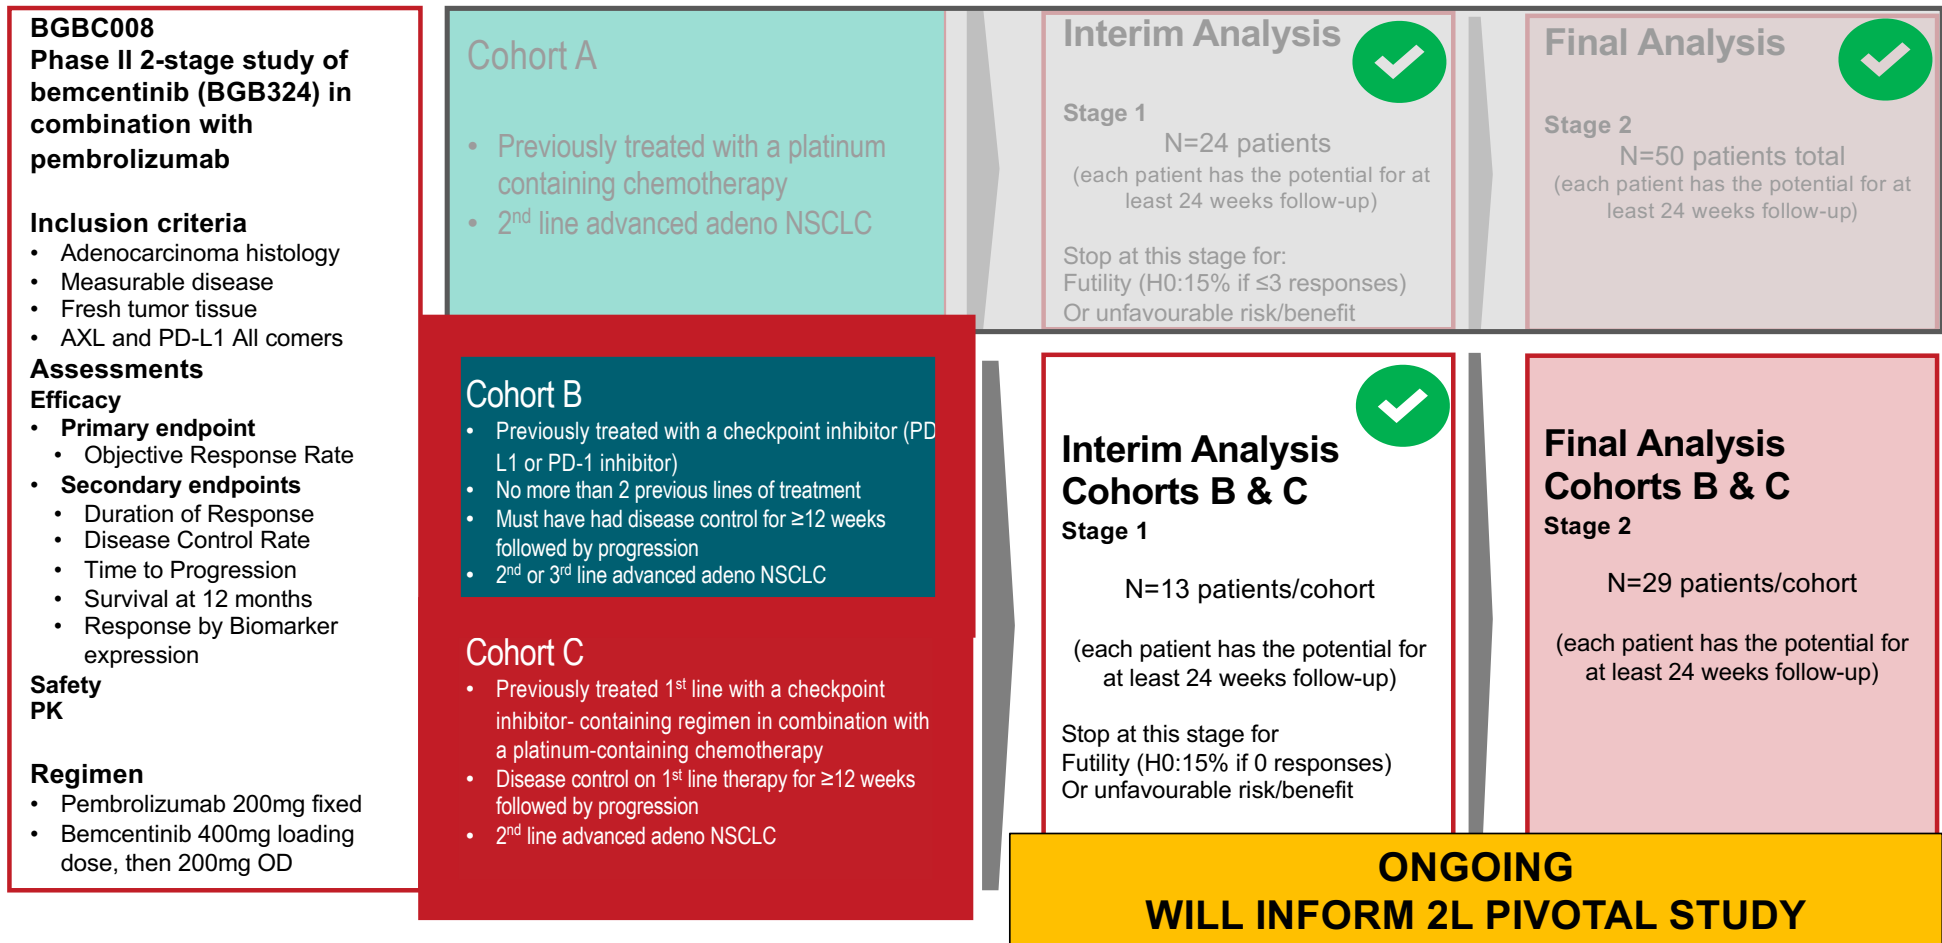 BGBC008
Phase II 2-stage study of
bemcentinib (BGB324) in
combination with
pembrolizumab
Inclusion criteria
• Adenocarcinoma histology
• Measurable disease
• Fresh tumor tissue
• AXL and PD-L1 All comers
Assessments
Efficacy
• Primary endpoint
• Objective Response Rate
• Secondary endpoints
• Duration of Response
• Disease Control Rate
• Time to Progression
• Survival at 12 months
• Response by Biomarker
expression
Safety
PK
Regimen
• Pembrolizumab 200mg fixed
• Bemcentinib 400mg loading
dose, then 200mg OD
Cohort A
• Previously treated with a platinum
containing chemotherapy
• 2nd line advanced adeno NSCLC
Interim Analysis
Stage 1
N=24 patients
(each patient has the potential for at
least 24 weeks follow-up)
Stop at this stage for:
Futility (H0:15% if ≤3 responses)
Or unfavourable risk/benefit
Final Analysis
Stage 2
N=50 patients total
(each patient has the potential for at
least 24 weeks follow-up)
Cohort B
• Previously treated with a checkpoint inhibitor (PD
L1 or PD-1 inhibitor)
• No more than 2 previous lines of treatment
• Must have had disease control for ≥12 weeks
followed by progression
• 2nd or 3rd line advanced adeno NSCLC
Cohort C
• Previously treated 1st line with a checkpoint
inhibitor- containing regimen in combination with
a platinum-containing chemotherapy
• Disease control on 1st line therapy for ≥12 weeks
followed by progression
• 2nd line advanced adeno NSCLC
Interim Analysis
Cohorts B & C
Stage 1
N=13 patients/cohort
(each patient has the potential for
at least 24 weeks follow-up)
Stop at this stage for
Futility (H0:15% if 0 responses)
Or unfavourable risk/benefit
Final Analysis
Cohorts B & C
Stage 2
N=29 patients/cohort
(each patient has the potential for
at least 24 weeks follow-up)
ONGOING
WILL INFORM 2L PIVOTAL STUDY